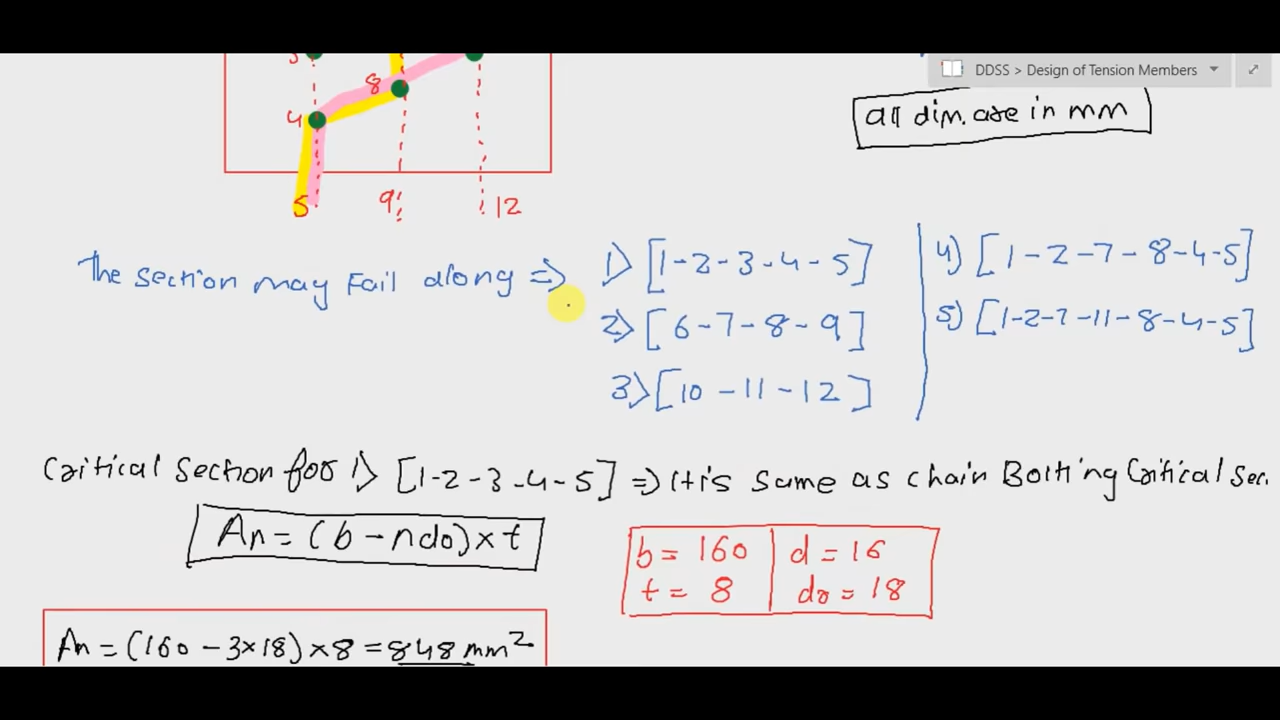 3
8
DDSS > Design of Tension Members
4
all dim. are in mm
5 9 12
The section may Fail along => 1) [1-2-3-4-5]
2) [6-7-8-9]
3) [10-11-12]
4) [1-2-7-8-4-5]
5) [1-2-7-11-8-4-5]
Critical Section for 1) [1-2-3-4-5] => It is same as chain Bolting Critical Sec.
An = (b - ndo) x t
b = 160 d = 16
t = 8 do = 18
An = (160 - 3x18) x 8 = 848 mm²